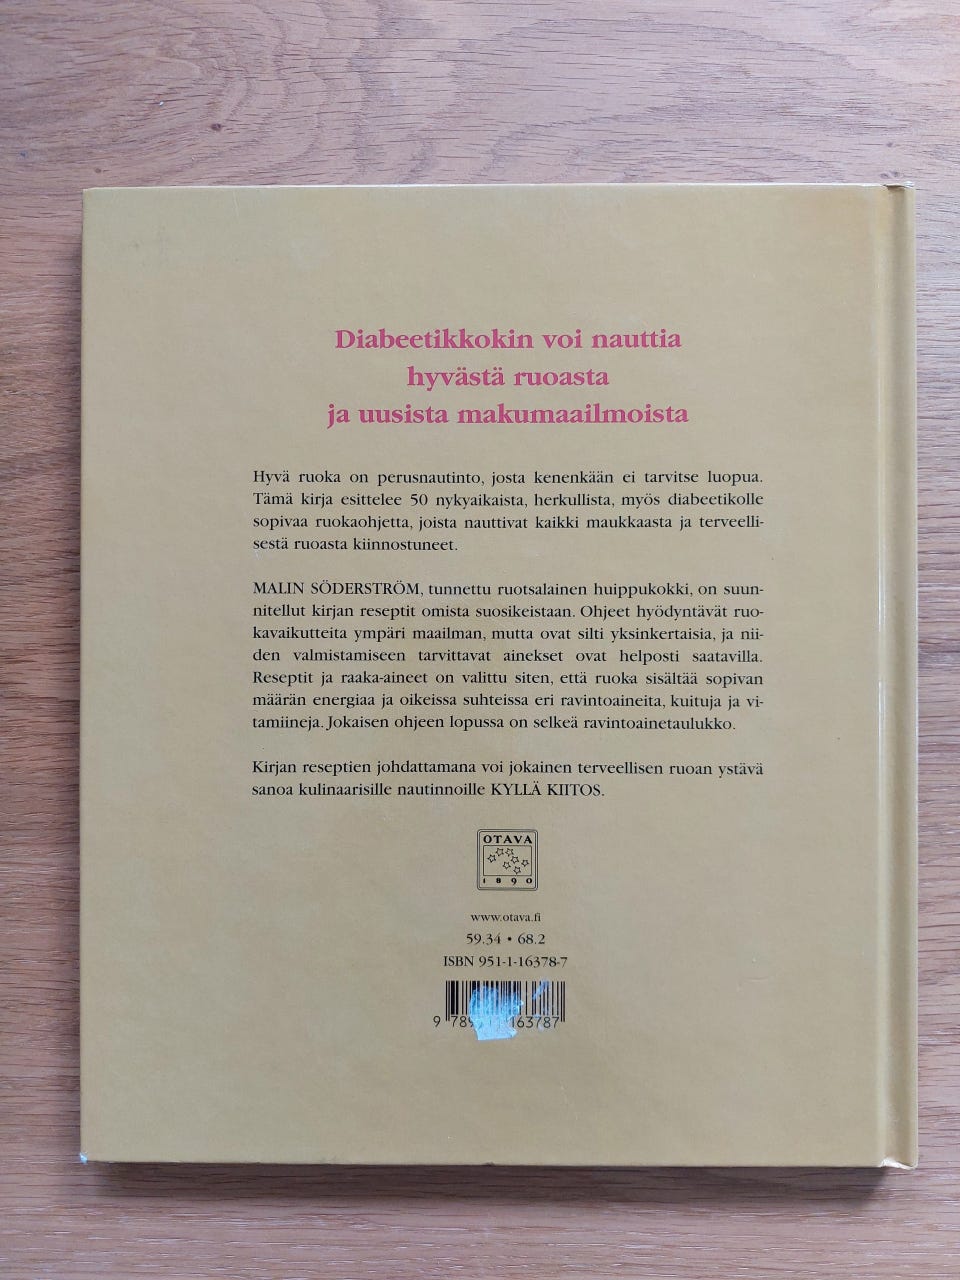 Diabeetikkokin voi nauttia
hyvästä ruoasta
ja uusista makumaailmoista
Hyvä ruoka on perusnautinto, josta kenenkään ei tarvitse luopua.
Tämä kirja esittelee 50 nykyaikaista, herkullista, myös diabeetikolle
sopivaa ruokaohjetta, joista nauttivat kaikki maukkaasta ja terveelli-
sestä ruoasta kiinnostuneet.
MALIN SÖDERSTRÖM, tunnettu ruotsalainen huippukokki, on suun-
nitellut kirjan reseptit omista suosikeistaan. Ohjeet hyödyntävät ruo-
kavaikutteita ympäri maailman, mutta ovat silti yksinkertaisia, ja nii-
den valmistamiseen tarvittavat ainekset ovat helposti saatavilla.
Reseptit ja raaka-aineet on valittu siten, että ruoka sisältää sopivan
määrän energiaa ja oikeissa suhteissa eri ravintoaineita, kuituja ja vi-
tamiineja. Jokaisen ohjeen lopussa on selkeä ravintoainetaulukko.
Kirjan reseptien johdattamana voi jokainen terveellisen ruoan ystävä
sanoa kulinaarisille nautinnoille KYLLÄ KIITOS.
OTAVA
1890
www.otava.fi
59.34 • 68.2
ISBN 951-1-16378-7
9 789 163787